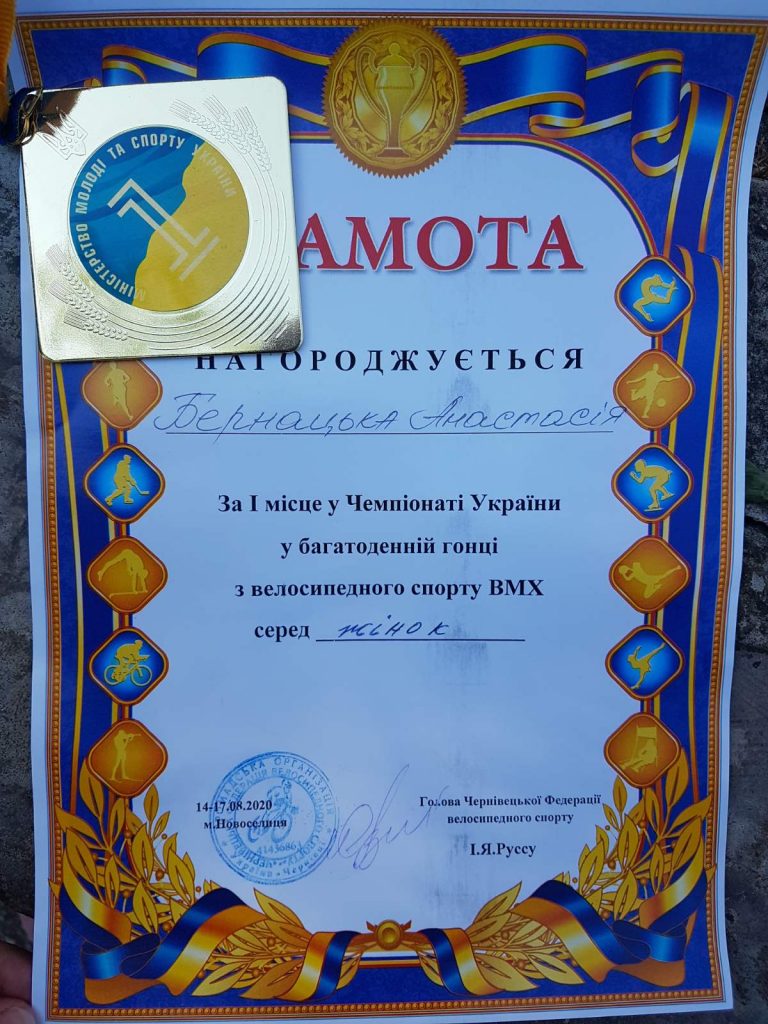 МІНІСТЕРСТВО МОЛОДІ ТА СПОРТУ УКРАЇНИ
1
АМОТА
НАГОРОДЖУЄТЬСЯ
Бернацька Анастасія
За І місце у Чемпіонаті України
у багатоденній гонці
з велосипедного спорту ВМХ
серед жінок
14-17.08.2020
м.Новоселиця
Голова Чернівецької Федерації
велосипедного спорту
І.Я.Руссу